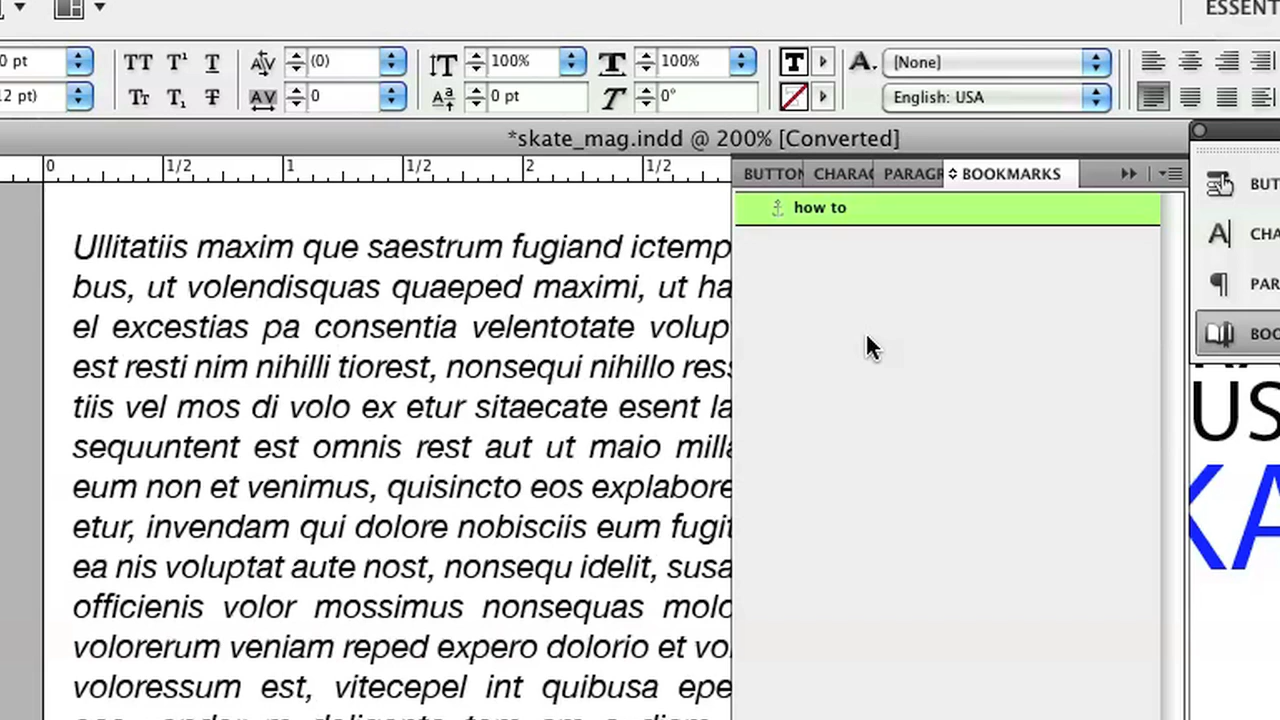 ESSENT
0 pt
TT T¹ T
(0)
100%
100%
[None]
2 pt)
0
0 pt
0°
English: USA
*skate_mag.indd @ 200% [Converted]
0 1/2 1 1/2 2 1/2
BUTTON CHARAC PARAGR BOOKMARKS
how to
BUT
CHA
PAR
BOO
Ullitatiis maxim que saestrum fugiand ictemp
bus, ut volendisquas quaeped maximi, ut ha
el excestias pa consentia velentotate volup
est resti nim nihilli tiorest, nonsequi nihillo ress
tiis vel mos di volo ex etur sitaecate esent la
sequuntent est omnis rest aut ut maio milla
eum non et venimus, quisincto eos explabore
etur, invendam qui dolore nobisciis eum fugit
ea nis voluptat aute nost, nonsequ idelit, susa
officienis volor mossimus nonsequas molo
volorerum veniam reped expero dolorio et vo
voloressum est, vitecepel int quibusa epe
US
KA